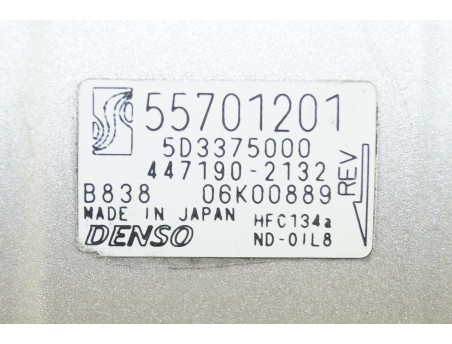 55701201
5D3375000
447190-2132
REV
B838 06K00889
MADE IN JAPAN HFC134a
DENSO ND-OIL8